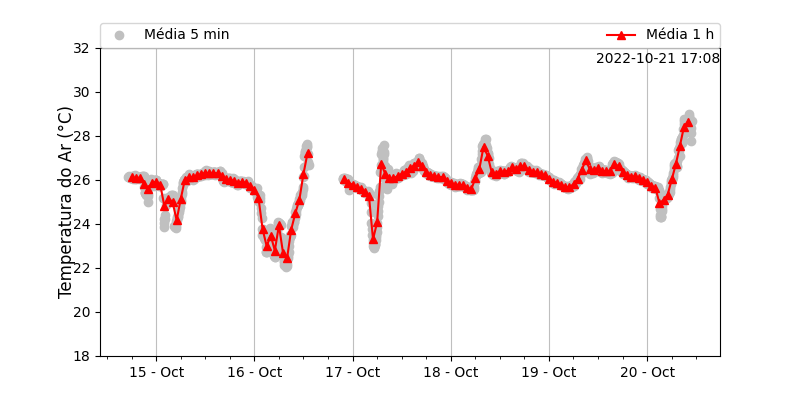 Média 5 min
Média 1 h
2022-10-21 17:08
Temperatura do Ar (°C)
32
30
28
26
24
22
20
18
15 - Oct
16 - Oct
17 - Oct
18 - Oct
19 - Oct
20 - Oct